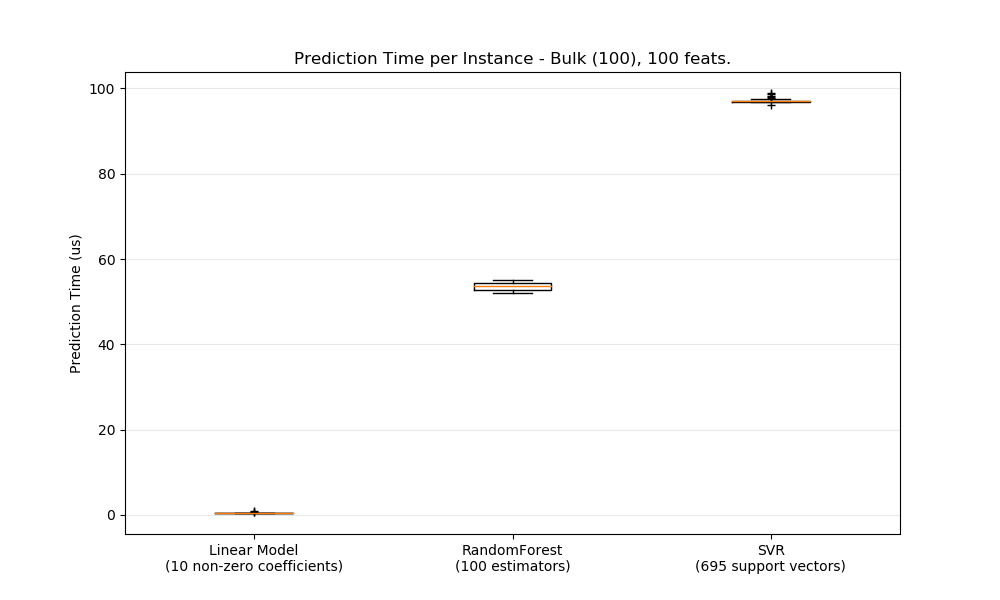 Prediction Time per Instance - Bulk (100), 100 feats.
100
80
60
40
20
0
Prediction Time (us)
Linear Model
(10 non-zero coefficients)
RandomForest
(100 estimators)
SVR
(695 support vectors)